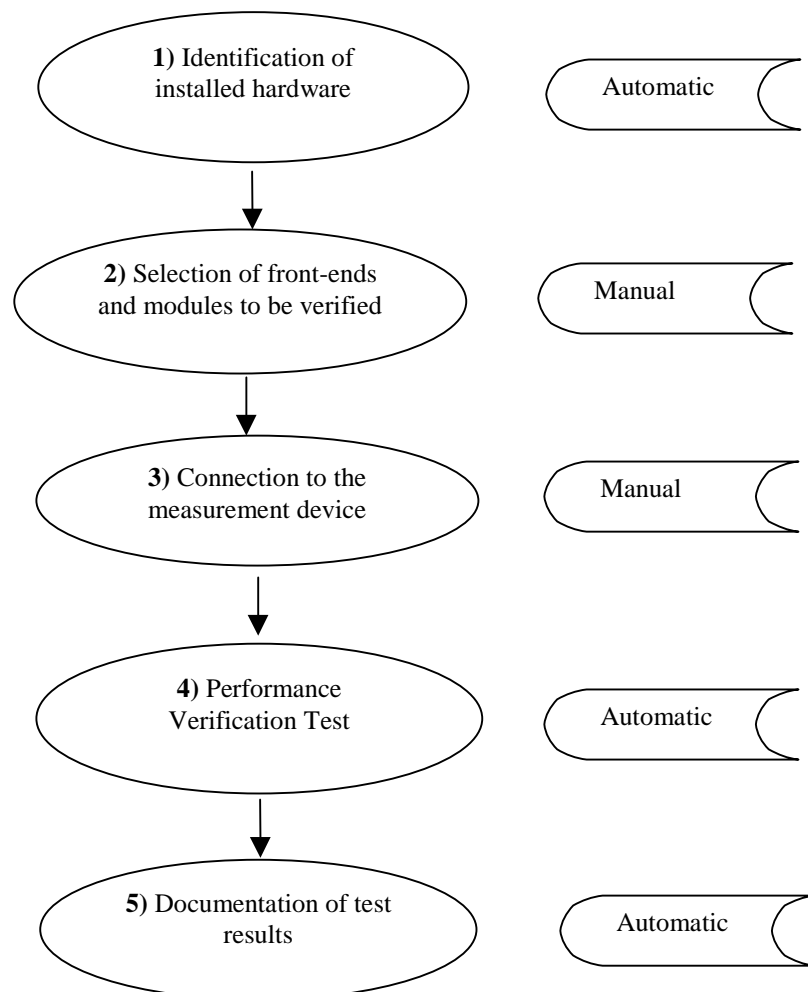 1) Identification of
installed hardware
Automatic
2) Selection of front-ends
and modules to be verified
Manual
3) Connection to the
measurement device
Manual
4) Performance
Verification Test
Automatic
5) Documentation of test
results
Automatic